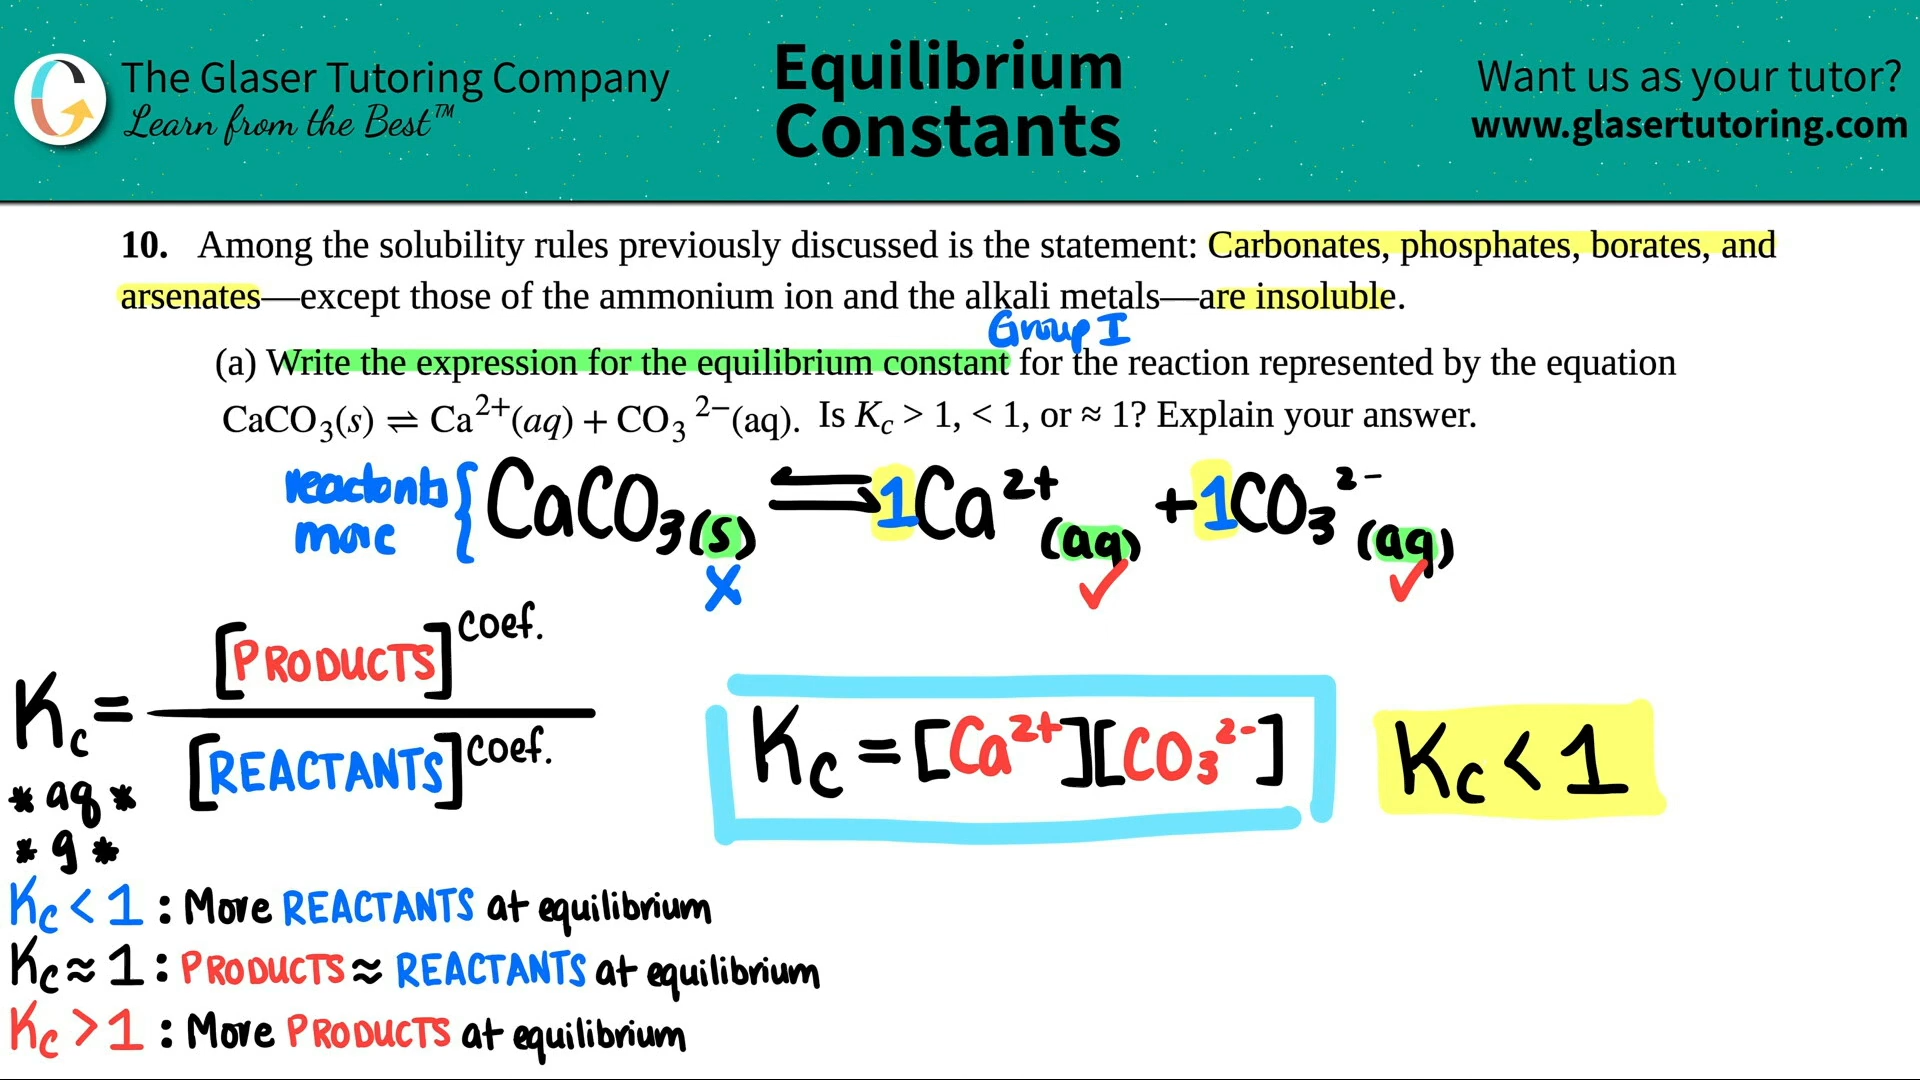 The Glaser Tutoring Company
Learn from the Best™
Equilibrium
Constants
Want us as your tutor?
www.glasertutoring.com
10. Among the solubility rules previously discussed is the statement: Carbonates, phosphates, borates, and
arsenates—except those of the ammonium ion and the alkali metals—are insoluble.
Group I
(a) Write the expression for the equilibrium constant for the reaction represented by the equation
CaCO₃(s) ⇌ Ca²⁺(aq) + CO₃ ²⁻(aq). Is K꜀ > 1, < 1, or ≈ 1? Explain your answer.
reactants
more
{ CaCO₃(s) ⇌ 1Ca²⁺(aq) + 1CO₃²⁻(aq)
X ✓ ✓
Kc = [PRODUCTS]^coef. / [REACTANTS]^coef.
* aq *
* g *
Kc = [Ca²⁺][CO₃²⁻]
Kc < 1
Kc < 1 : More REACTANTS at equilibrium
Kc ≈ 1 : PRODUCTS ≈ REACTANTS at equilibrium
Kc > 1 : More PRODUCTS at equilibrium